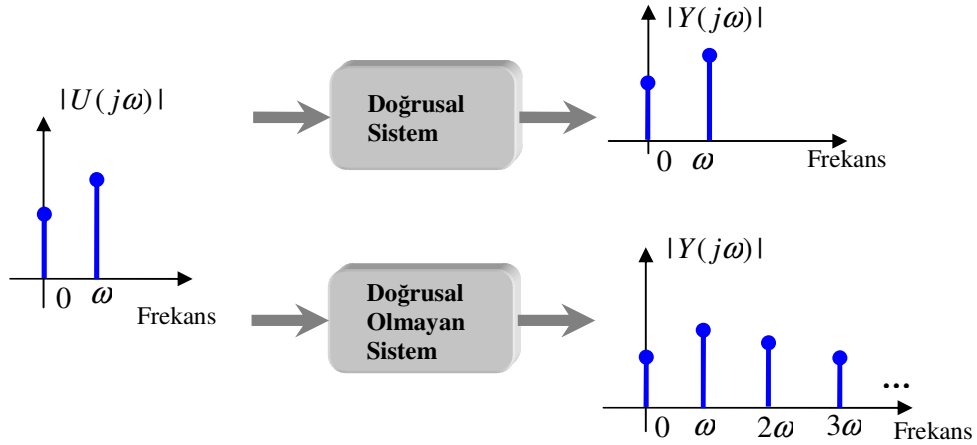 |U(jω)|
0 ω
Frekans
Doğrusal
Sistem
|Y(jω)|
0 ω
Frekans
Doğrusal
Olmayan
Sistem
|Y(jω)|
...
0 ω 2ω 3ω
Frekans